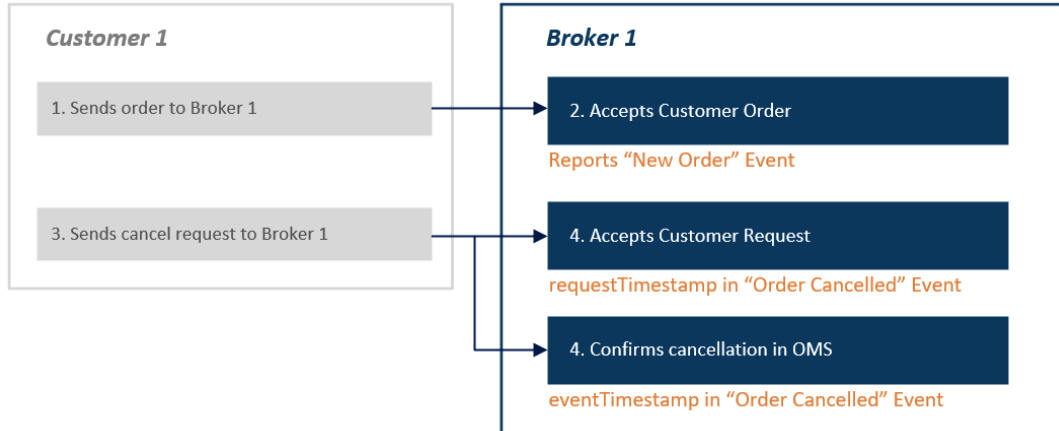 Customer 1
Broker 1
1. Sends order to Broker 1
2. Accepts Customer Order
Reports “New Order” Event
3. Sends cancel request to Broker 1
4. Accepts Customer Request
requestTimestamp in “Order Cancelled” Event
4. Confirms cancellation in OMS
eventTimestamp in “Order Cancelled” Event